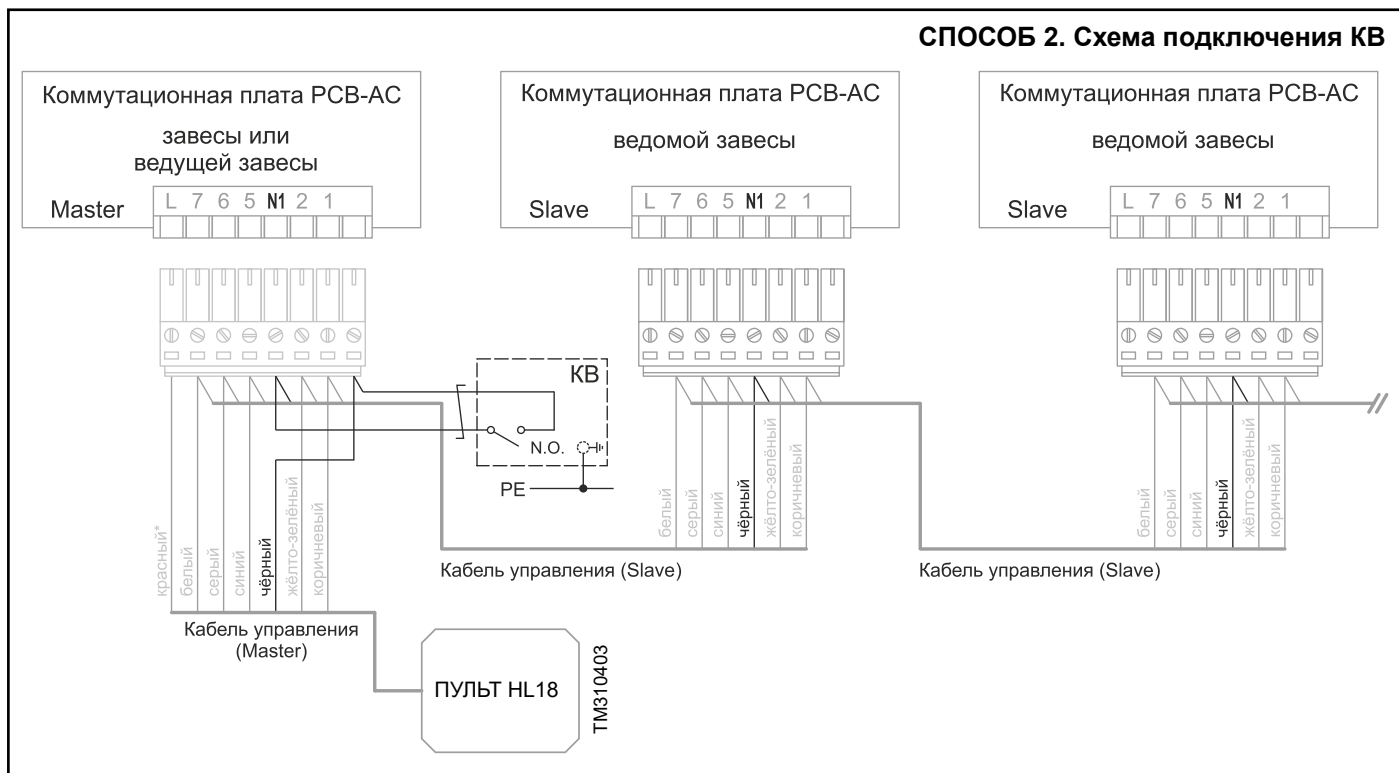 СПОСОБ 2. Схема подключения КВ
Коммутационная плата PCB-AC
завесы или
ведущей завесы
Master
L 7 6 5 N1 2 1
Коммутационная плата PCB-AC
ведомой завесы
Slave
L 7 6 5 N1 2 1
Коммутационная плата PCB-AC
ведомой завесы
Slave
L 7 6 5 N1 2 1
КВ
N.O.
PE
красный*
белый
серый
синий
чёрный
жёлто-зелёный
коричневый
белый
серый
синий
чёрный
жёлто-зелёный
коричневый
белый
серый
синий
чёрный
жёлто-зелёный
коричневый
Кабель управления (Slave)
Кабель управления (Slave)
Кабель управления
(Master)
ПУЛЬТ HL18
TM310403